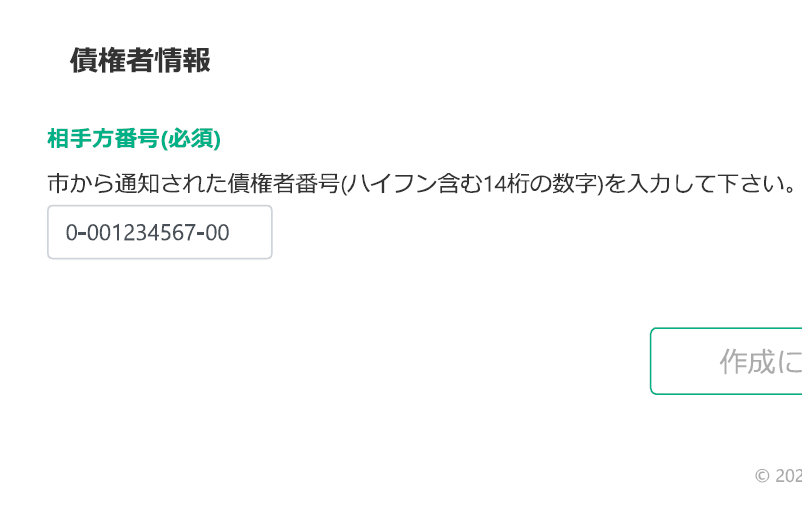 債権者情報
相手方番号(必須)
市から通知された債権者番号(ハイフン含む14桁の数字)を入力して下さい。
0-001234567-00
作成に
© 202